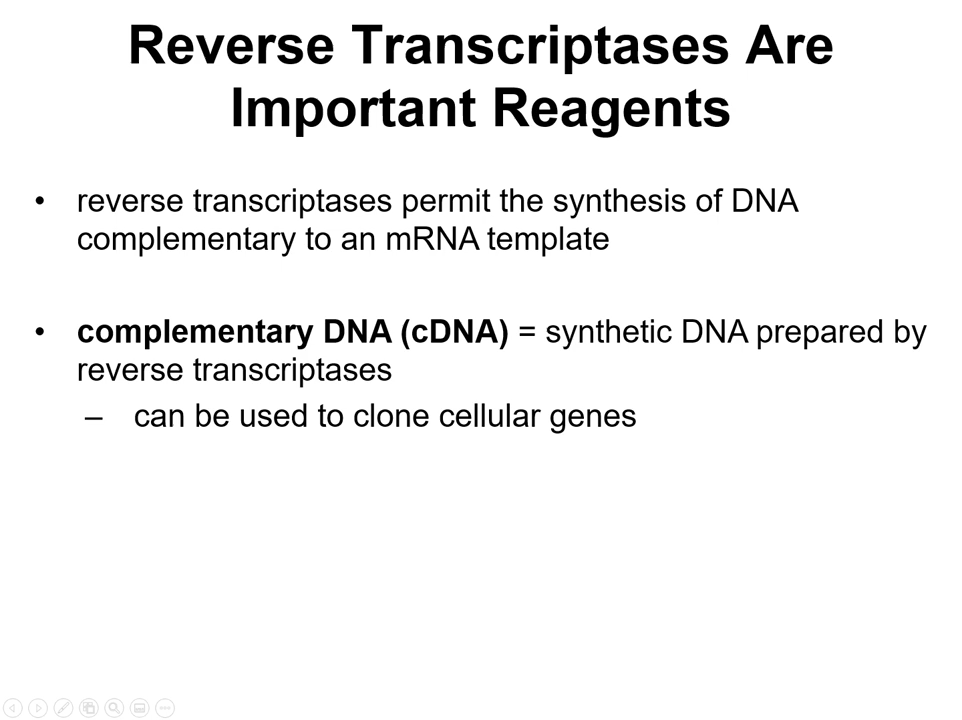 Reverse Transcriptases Are
Important Reagents
• reverse transcriptases permit the synthesis of DNA
complementary to an mRNA template
• complementary DNA (cDNA) = synthetic DNA prepared by
reverse transcriptases
– can be used to clone cellular genes